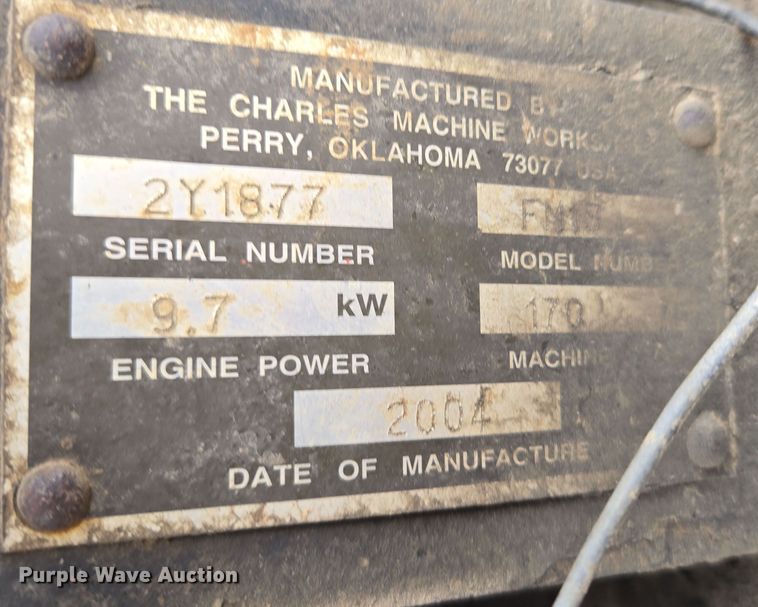 MANUFACTURED
THE CHARLES MACHINE WORKS,
PERRY, OKLAHOMA 73077 USA
2Y1877
SERIAL NUMBER MODEL
9.7 kW 170
ENGINE POWER
2004
DATE OF MANUFACTURE
Purple Wave Auction